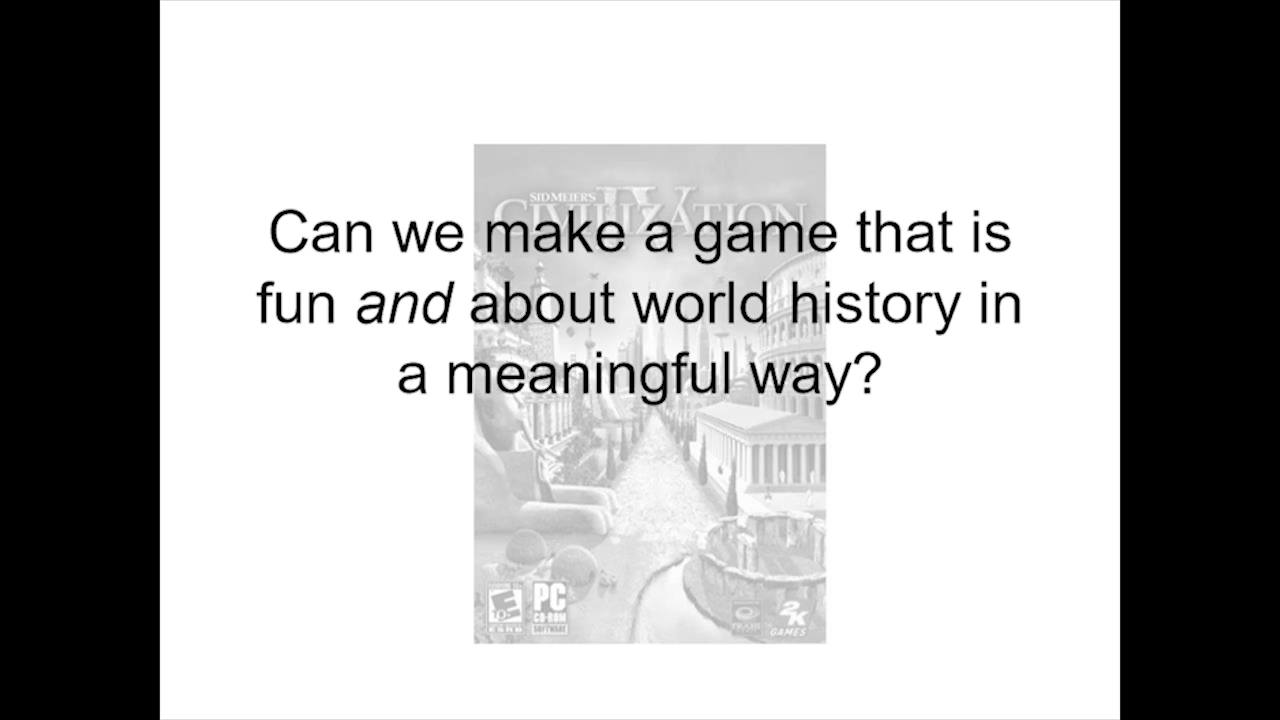 SID MEIER'S
IV
CIVILIZATION
Can we make a game that is
fun and about world history in
a meaningful way?
E
ESRB
PC
CD-ROM
SOFTWARE
2K
GAMES